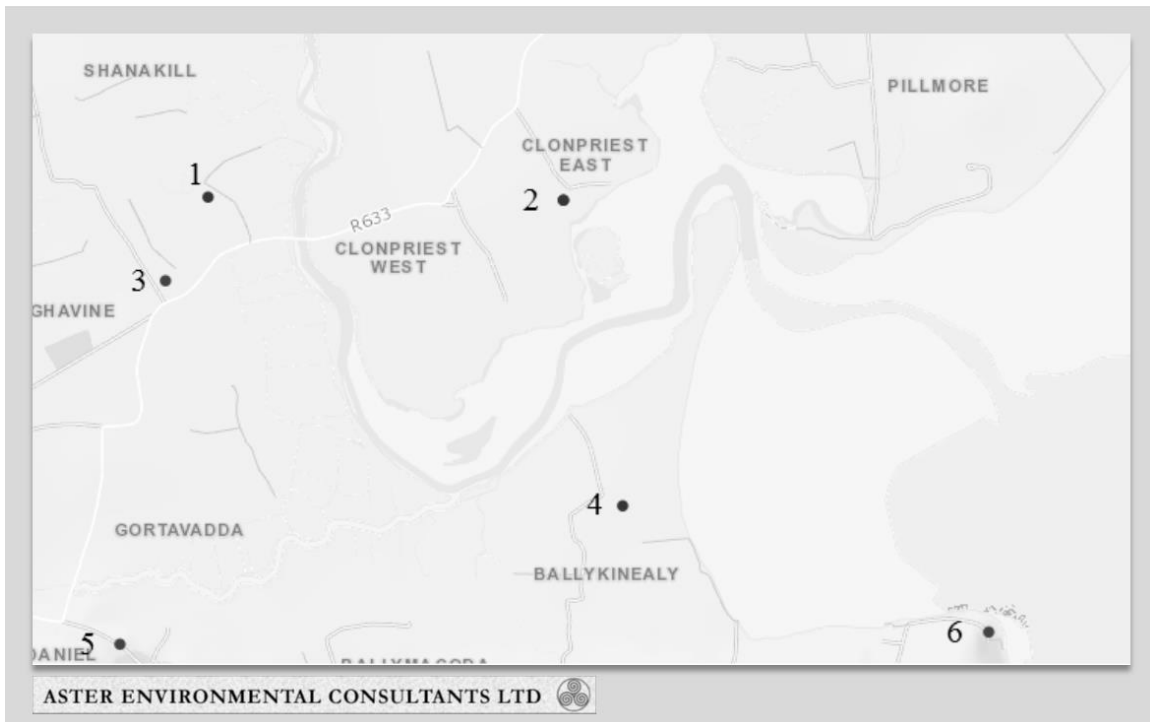 SHANAKILL
PILLMORE
CLONPRIEST
EAST
1
2
R633
CLONPRIEST
WEST
3
GHAVINE
4
GORTAVADDA
BALLYKINEALY
5
6
DANIEL
BALLYMACODA
ASTER ENVIRONMENTAL CONSULTANTS LTD